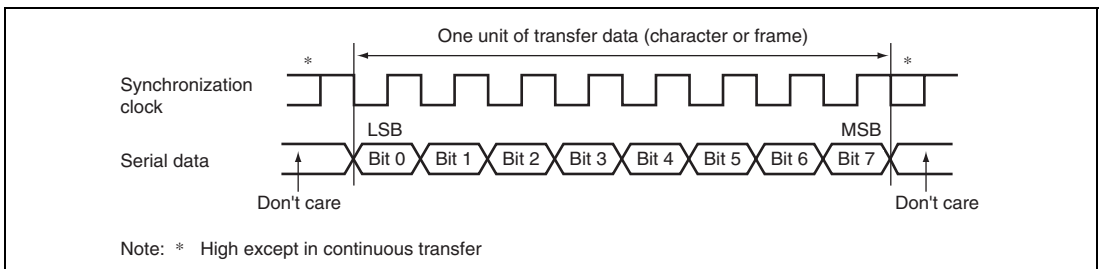 One unit of transfer data (character or frame)
* *
Synchronization
clock
LSB MSB
Serial data Bit 0 Bit 1 Bit 2 Bit 3 Bit 4 Bit 5 Bit 6 Bit 7
Don't care Don't care
Note: * High except in continuous transfer